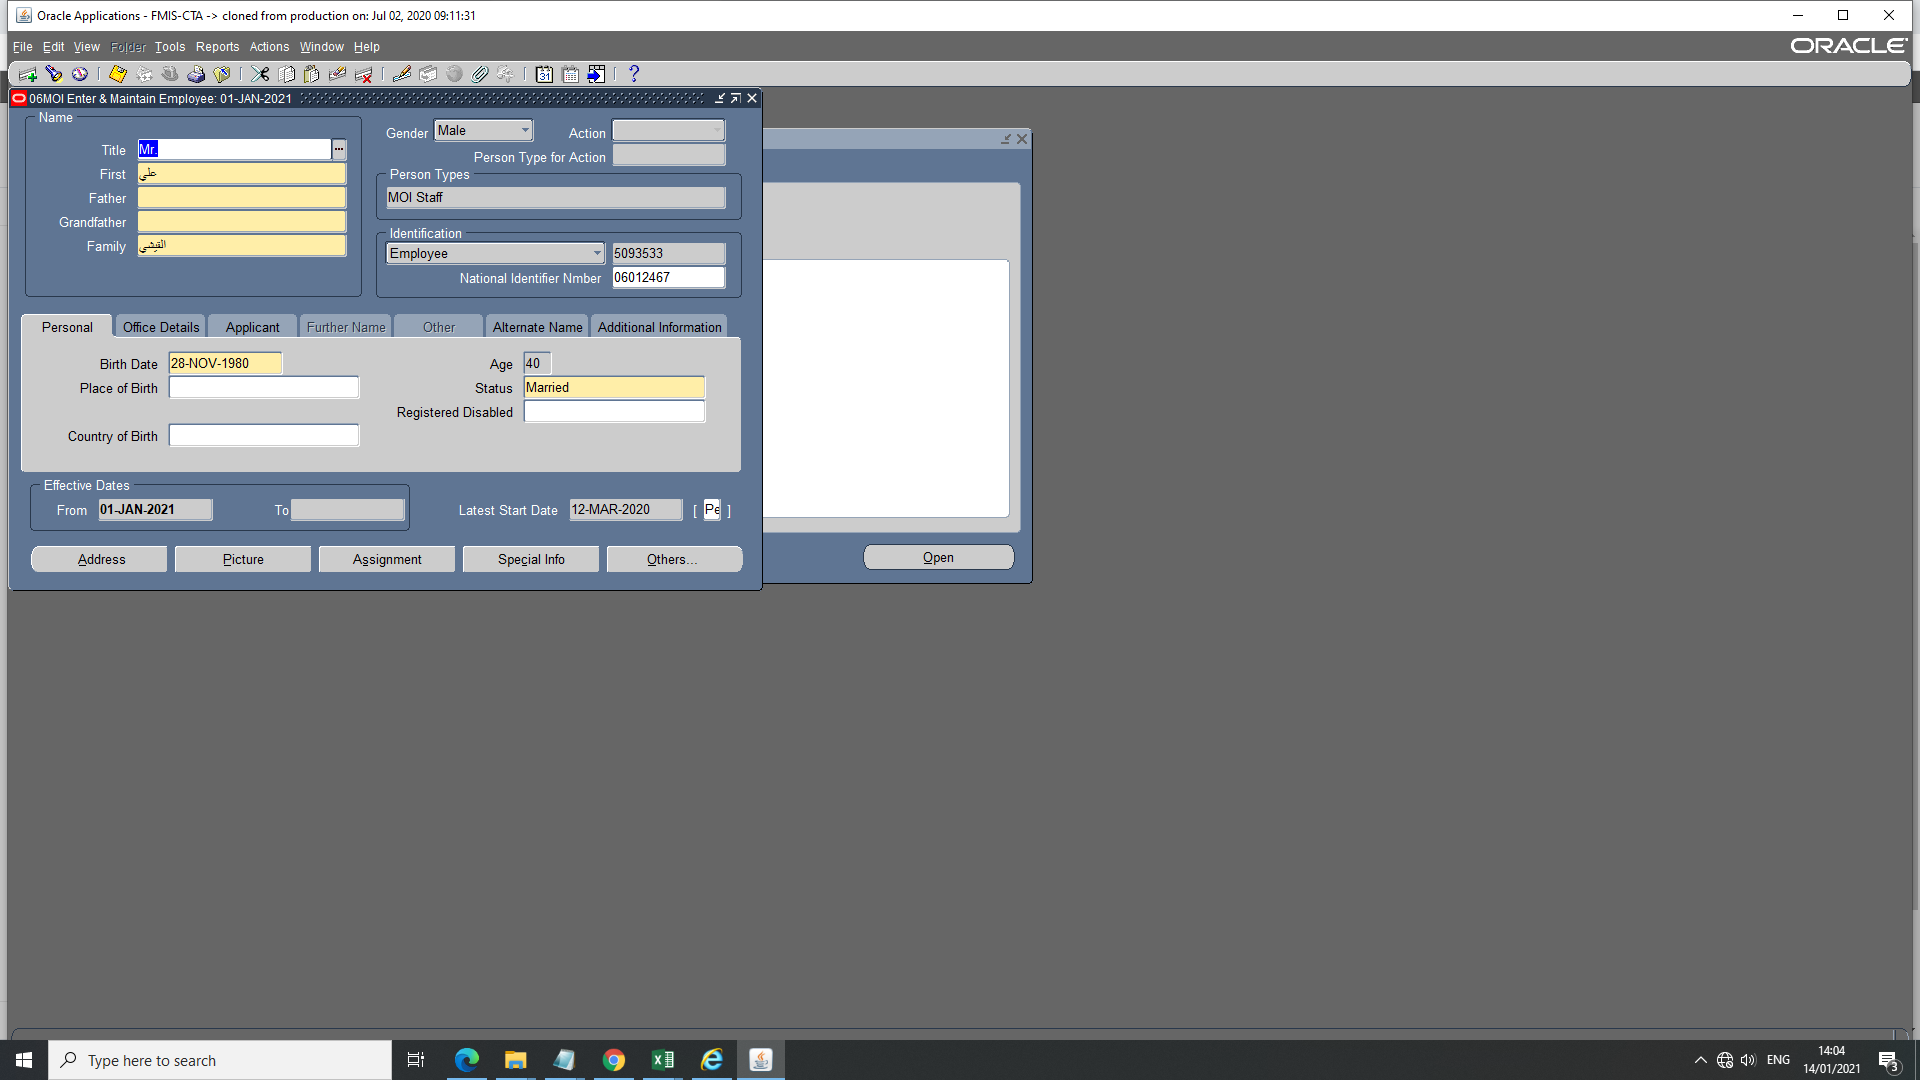 Oracle Applications - FMIS-CTA -> cloned from production on: Jul 02, 2020 09:11:31
File Edit View Folder Tools Reports Actions Window Help
ORACLE
31
06MOI Enter & Maintain Employee: 01-JAN-2021
Name
Title Mr.
First علي
Father
Grandfather
Family القيشي
Gender Male
Action
Person Type for Action
Person Types
MOI Staff
Identification
Employee 5093533
National Identifier Nmber 06012467
Personal Office Details Applicant Further Name Other Alternate Name Additional Information
Birth Date 28-NOV-1980 Age 40
Place of Birth Status Married
Registered Disabled
Country of Birth
Effective Dates
From 01-JAN-2021 To Latest Start Date 12-MAR-2020 [ Pe ]
Address Picture Assignment Special Info Others...
Open
Type here to search
ENG
14:04
14/01/2021
3